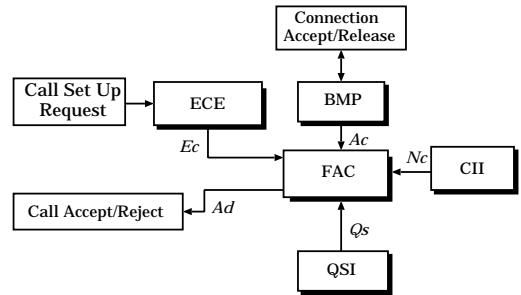 Connection
Accept/Release
Call Set Up
Request
ECE
BMP
Ec
Ac
FAC
Nc
CII
Call Accept/Reject
Ad
Qs
QSI